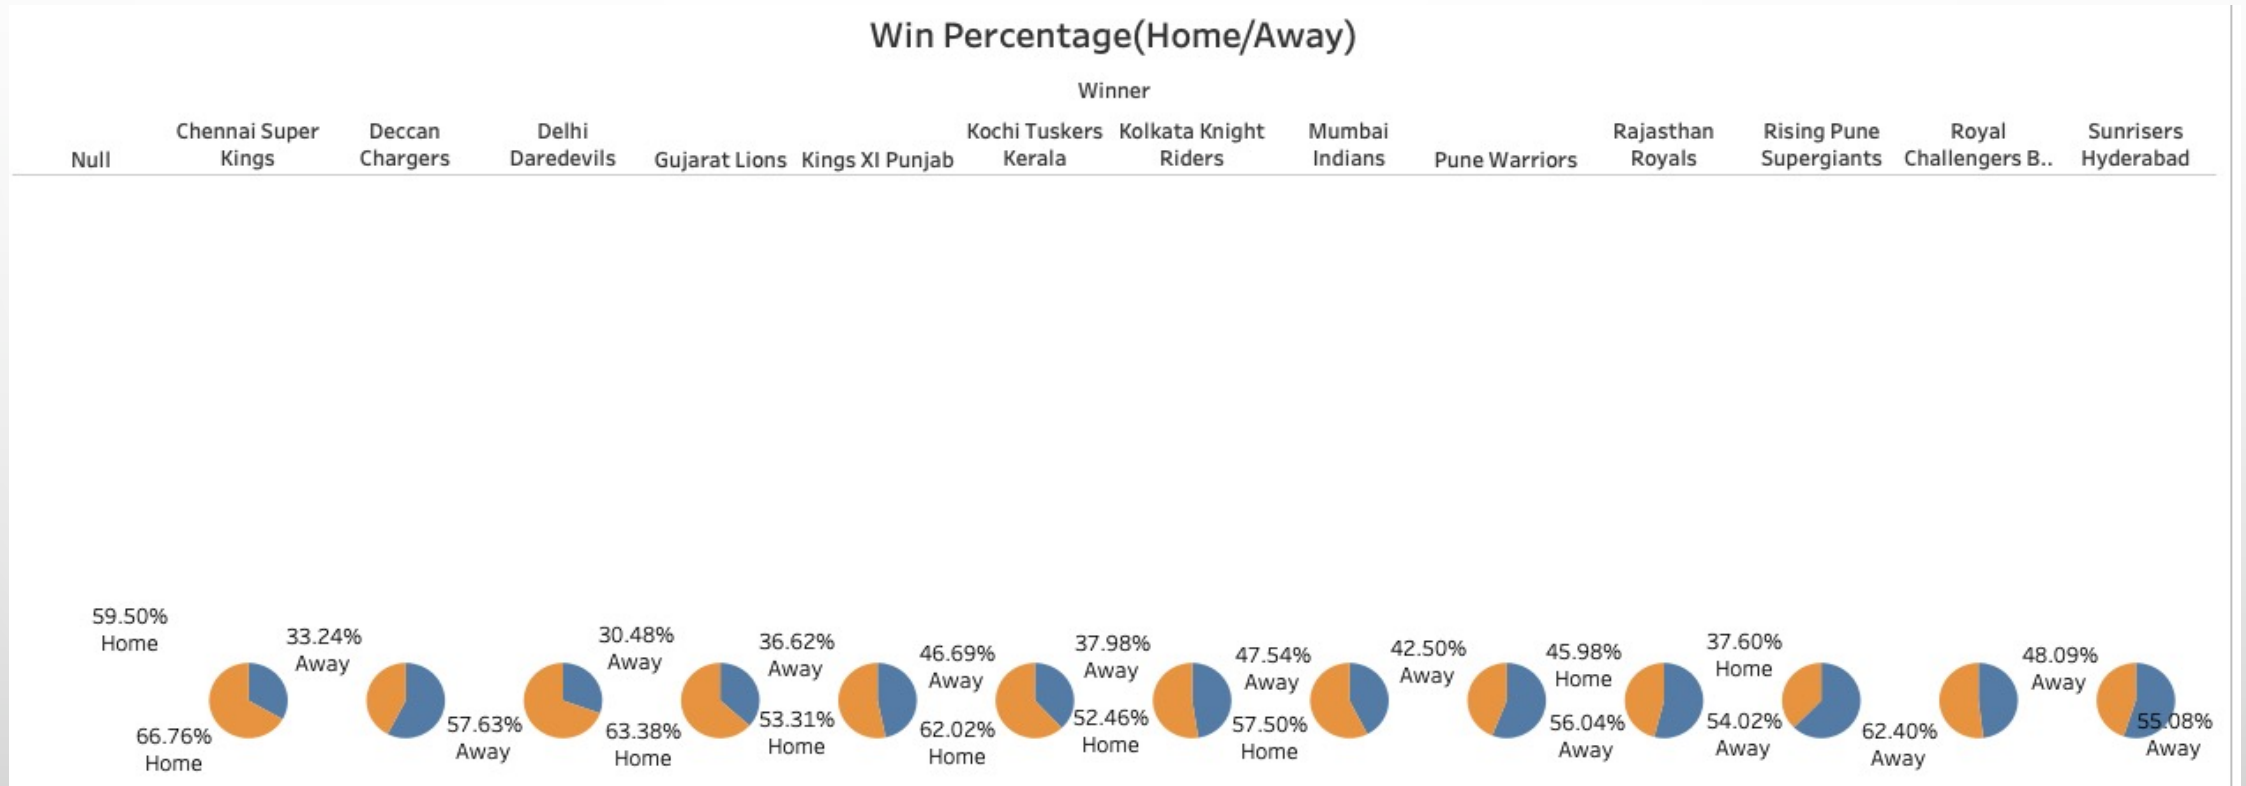 Win Percentage(Home/Away)
Winner
Null
Chennai Super
Kings
Deccan
Chargers
Delhi
Daredevils
Gujarat Lions
Kings XI Punjab
Kochi Tuskers
Kerala
Kolkata Knight
Riders
Mumbai
Indians
Pune Warriors
Rajasthan
Royals
Rising Pune
Supergiants
Royal
Challengers B..
Sunrisers
Hyderabad
59.50%
Home
66.76%
Home
33.24%
Away
57.63%
Away
30.48%
Away
63.38%
Home
36.62%
Away
53.31%
Home
46.69%
Away
62.02%
Home
37.98%
Away
52.46%
Home
47.54%
Away
57.50%
Home
42.50%
Away
45.98%
Home
56.04%
Away
37.60%
Home
54.02%
Away
62.40%
Away
48.09%
Away
55.08%
Away